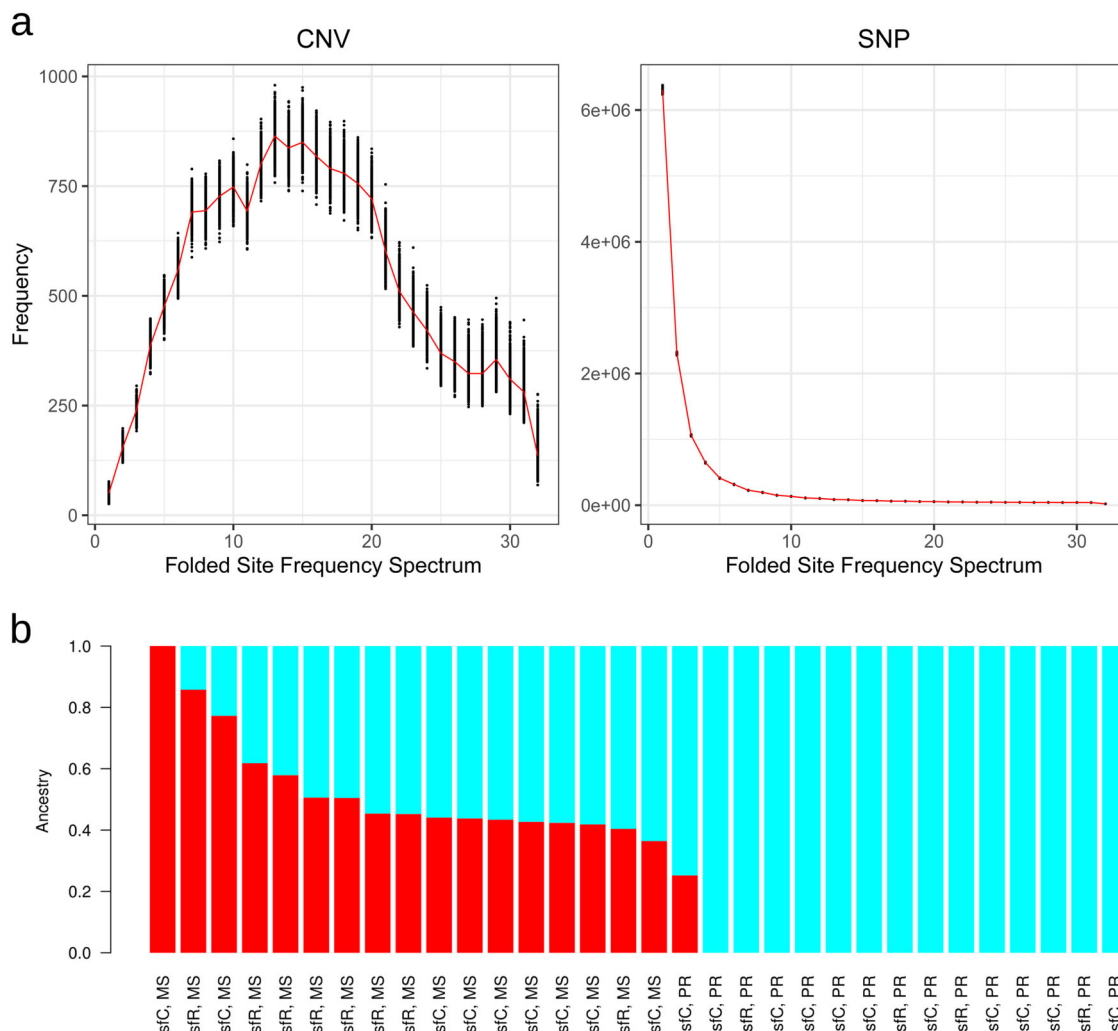 a
CNV
SNP
1000
750
500
250
0
Frequency
0
10
20
30
Folded Site Frequency Spectrum
6e+06
4e+06
2e+06
0e+00
0
10
20
30
Folded Site Frequency Spectrum
b
1.0
0.8
0.6
0.4
0.2
0.0
Ancestry
sfC, MS
sfR, MS
sfC, MS
sfR, MS
sfR, MS
sfR, MS
sfR, MS
sfR, MS
sfR, MS
sfC, MS
sfC, MS
sfC, MS
sfC, MS
sfC, MS
sfC, MS
sfR, MS
sfC, MS
sfC, PR
sfC, PR
sfR, PR
sfC, PR
sfC, PR
sfC, PR
sfR, PR
sfR, PR
sfC, PR
sfR, PR
sfC, PR
sfC, PR
sfC, PR
sfR, PR
sfC, PR